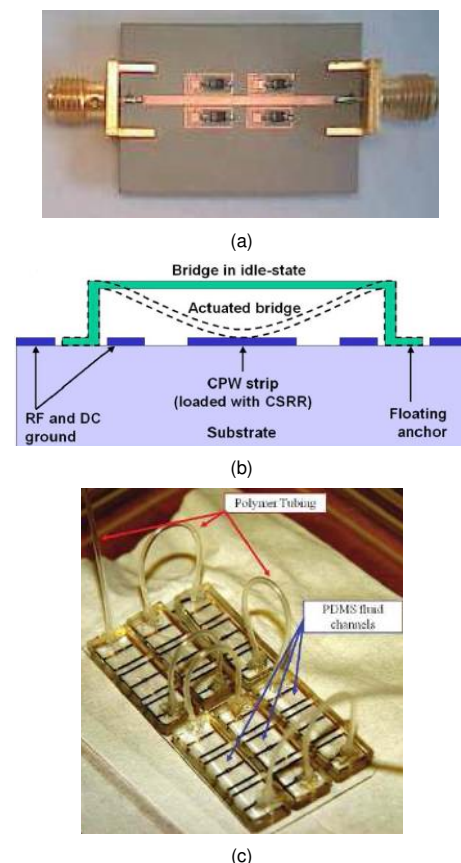 (a)
Bridge in idle-state
Actuated bridge
CPW strip
(loaded with CSRR)
RF and DC
ground
Floating
anchor
Substrate
(b)
Polymer Tubing
PDMS fluid
channels
(c)